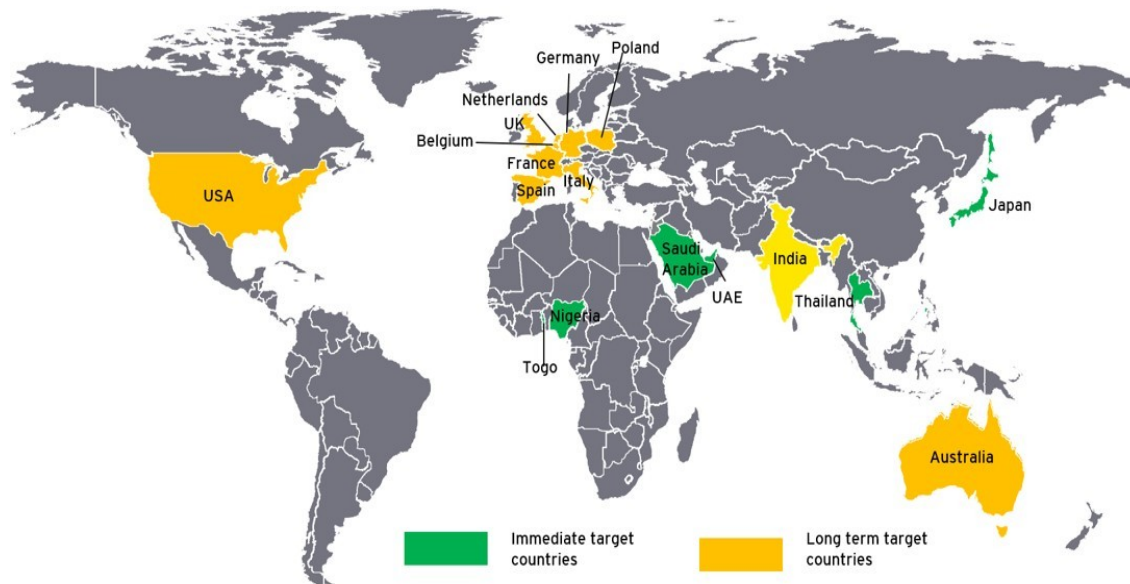 Poland
Germany
Netherlands
UK
Belgium
France
Spain
Italy
USA
Japan
Saudi
Arabia
India
UAE
Thailand
Nigeria
Togo
Australia
Immediate target
countries
Long term target
countries